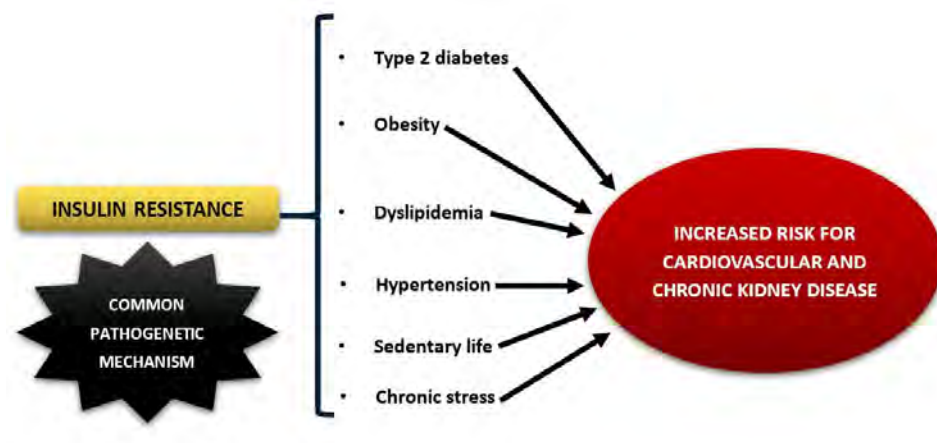 INSULIN RESISTANCE
COMMON
PATHOGENETIC
MECHANISM
• Type 2 diabetes
• Obesity
• Dyslipidemia
• Hypertension
• Sedentary life
• Chronic stress
INCREASED RISK FOR
CARDIOVASCULAR AND
CHRONIC KIDNEY DISEASE